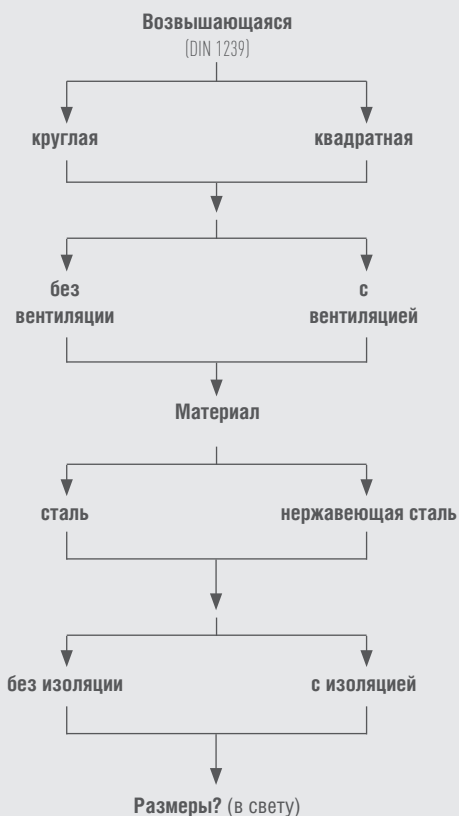 Возвышающаяся
(DIN 1239)
круглая
квадратная
без
вентиляции
с
вентиляцией
Материал
сталь
нержавеющая сталь
без изоляции
с изоляцией
Размеры? (в свету)